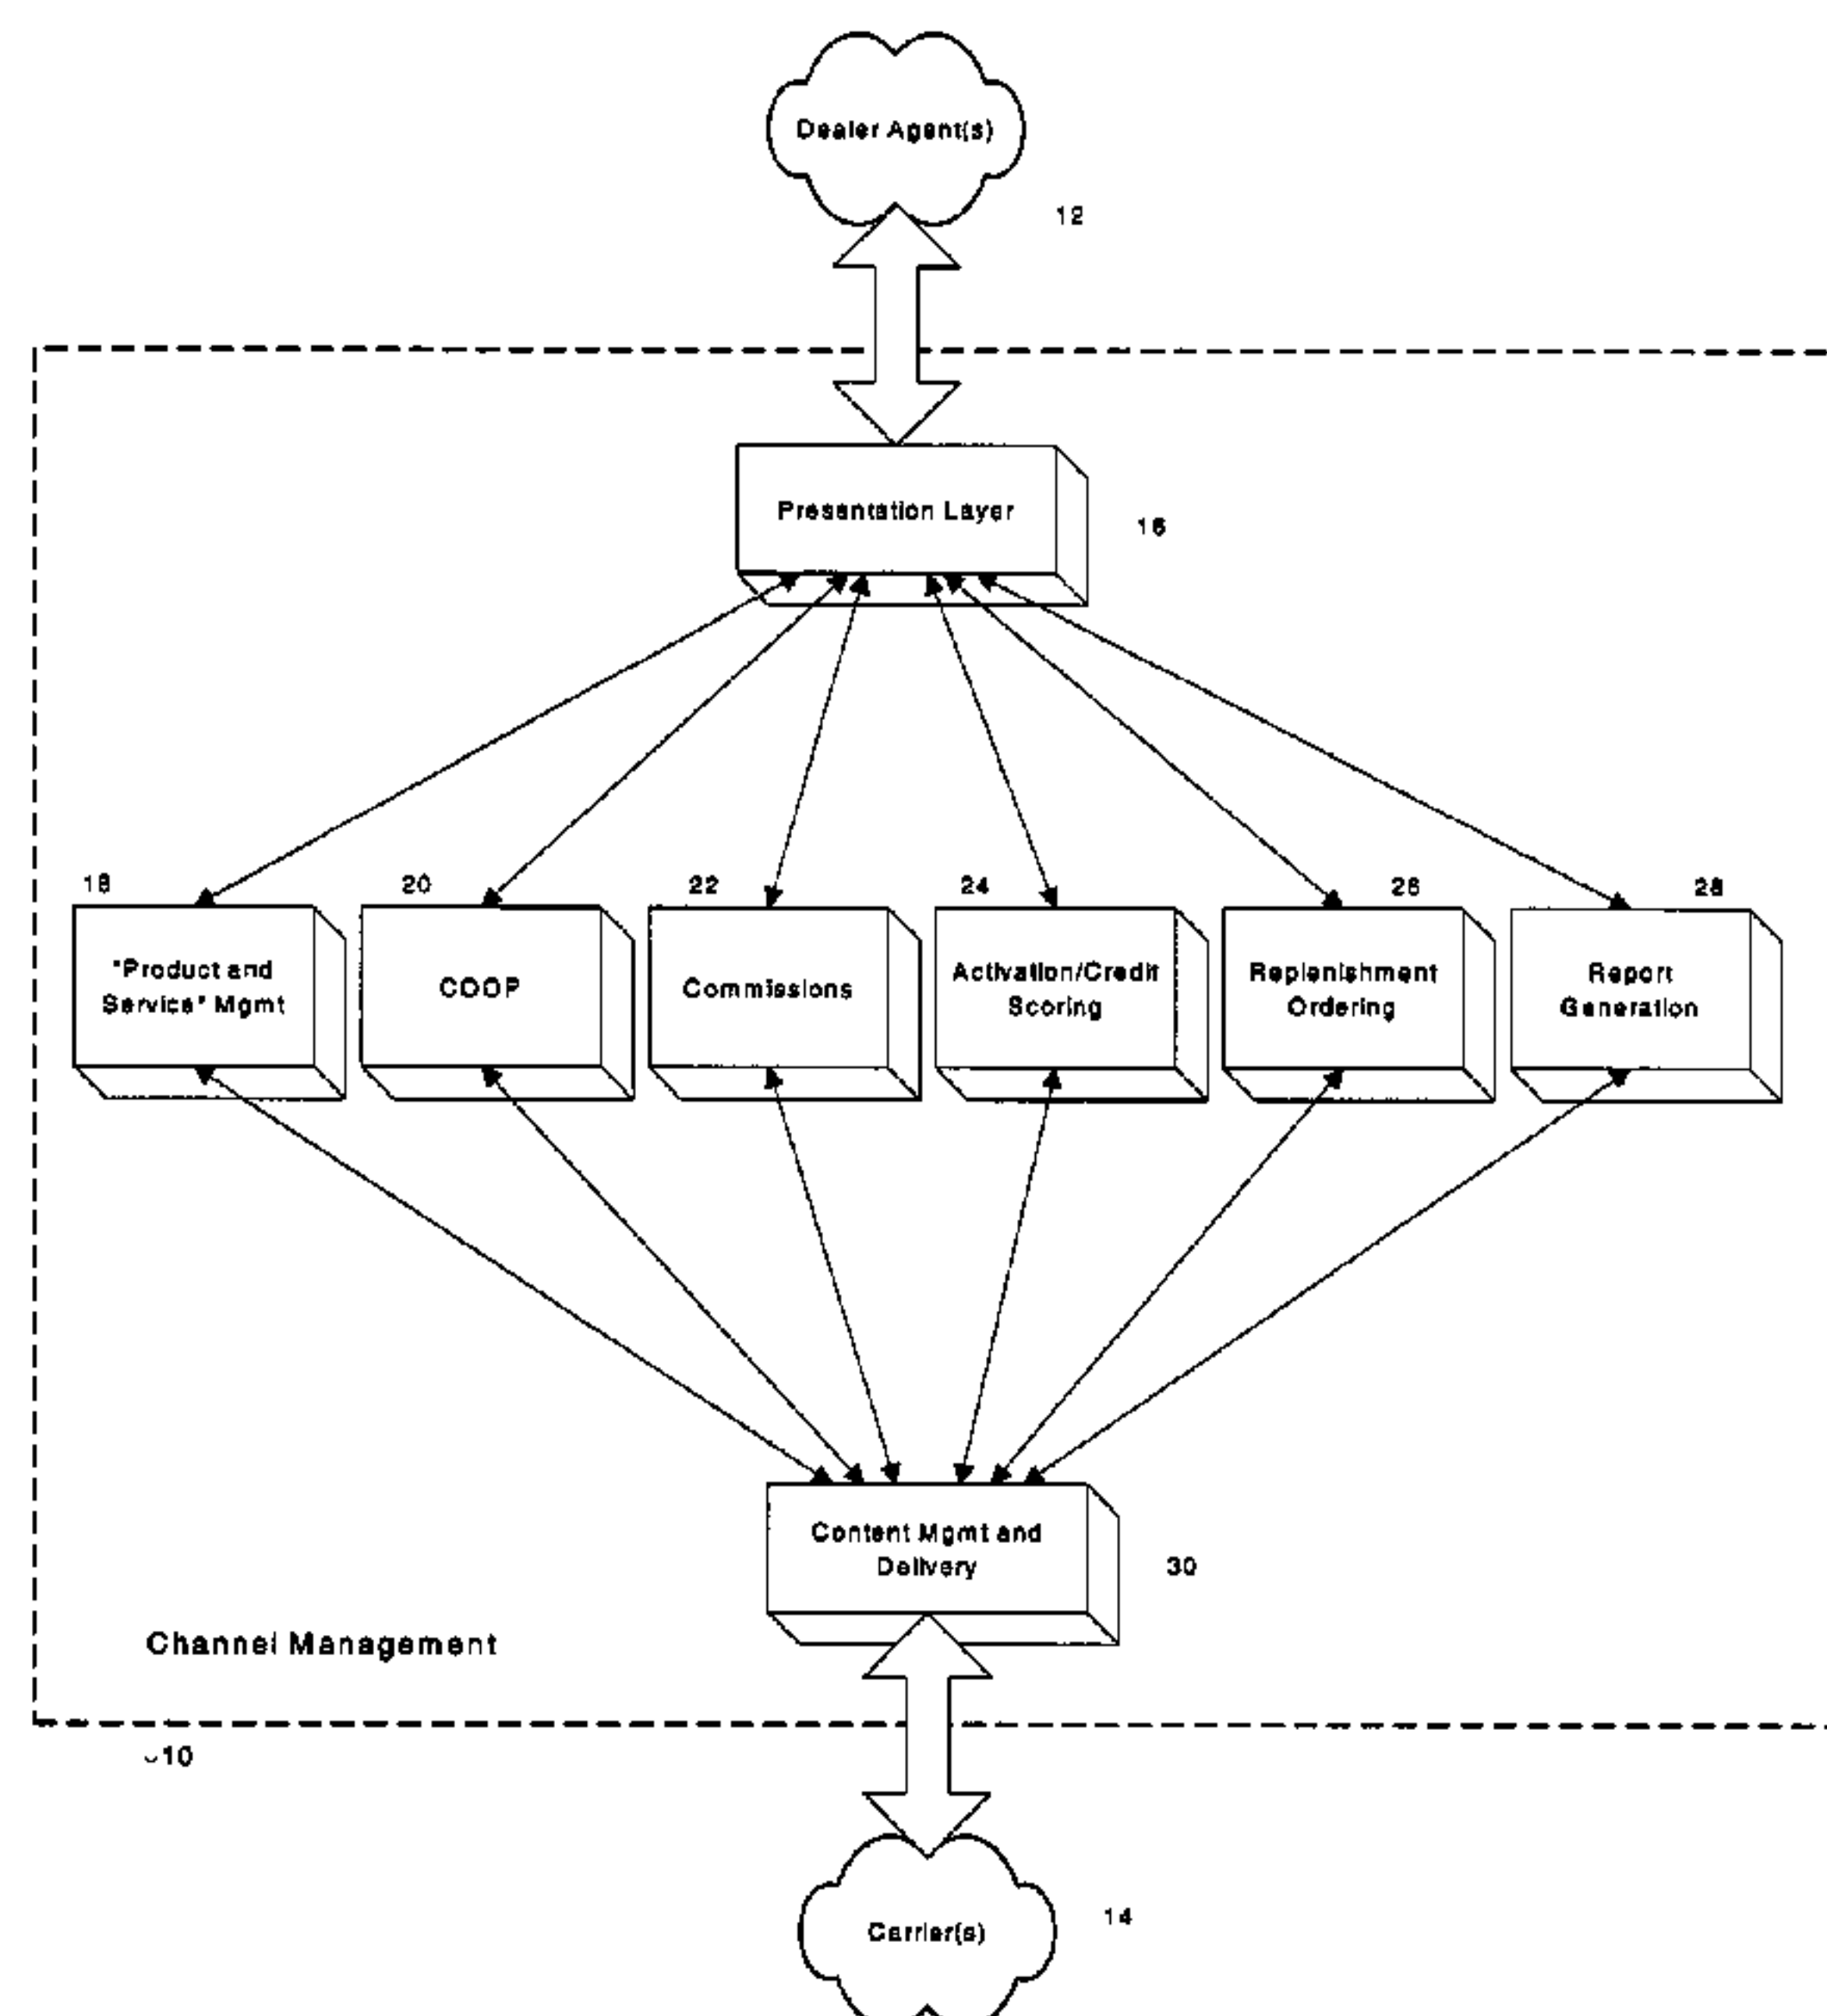 Dealer Agent(s)
12
Presentation Layer
16
18
20
22
24
26
28
"Product and
Service" Mgmt
COOP
Commissions
Activation/Credit
Scoring
Replenishment
Ordering
Report
Generation
Content Mgmt and
Delivery
30
Channel Management
10
Carrier(s)
14